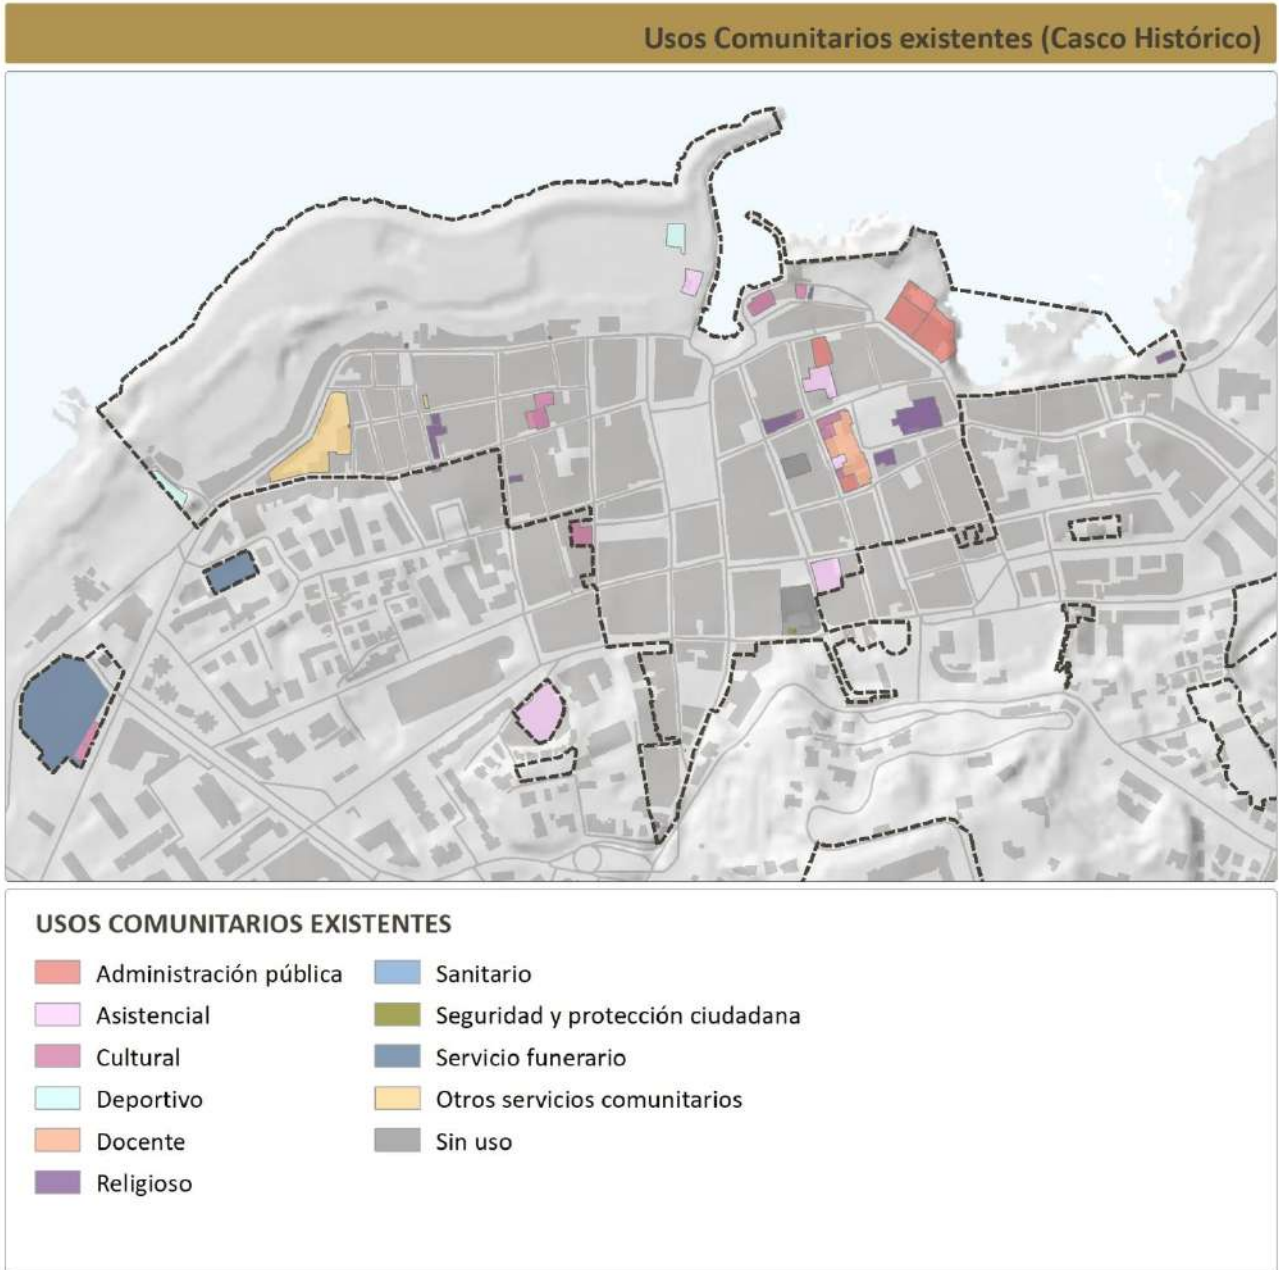 Usos Comunitarios existentes (Casco Histórico)
USOS COMUNITARIOS EXISTENTES
Administración pública
Asistencial
Cultural
Deportivo
Docente
Religioso
Sanitario
Seguridad y protección ciudadana
Servicio funerario
Otros servicios comunitarios
Sin uso